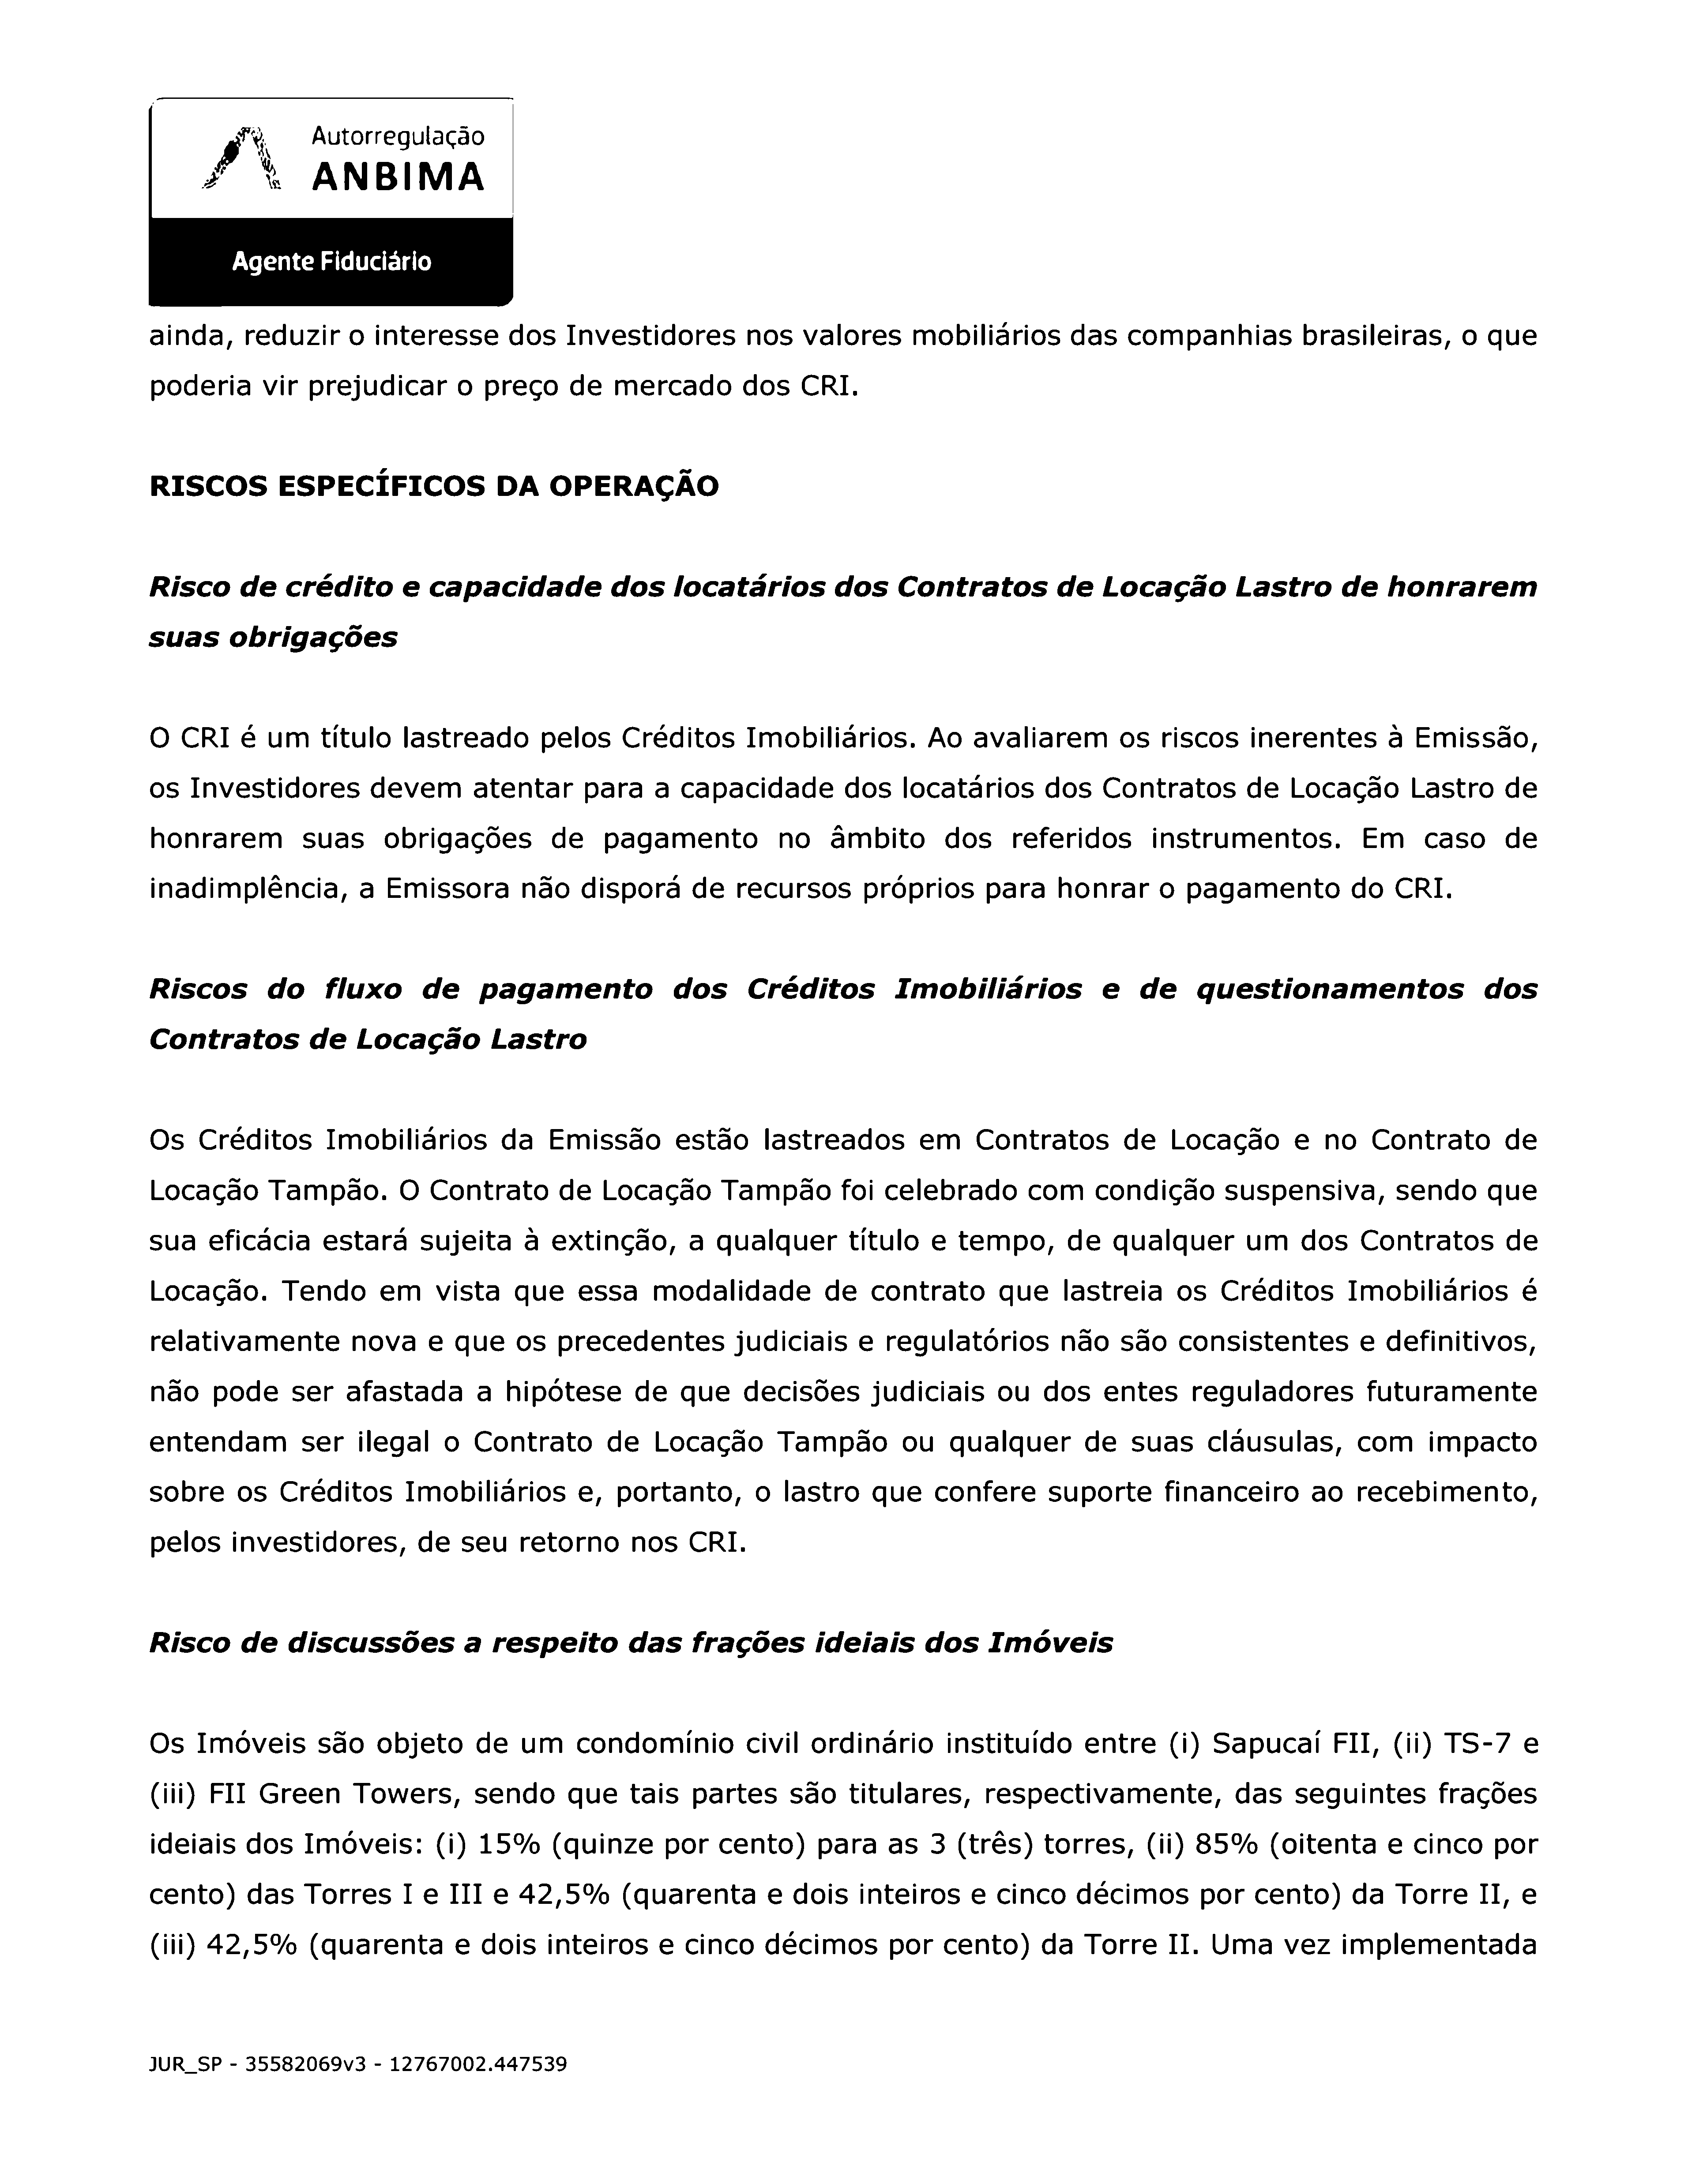 Autorregulação
ANBIMA
Agente Fiduciário
ainda, reduzir o interesse dos Investidores nos valores mobiliários das companhias brasileiras, o que
poderia vir prejudicar o preço de mercado dos CRI.
RISCOS ESPECÍFICOS DA OPERAÇÃO
Risco de crédito e capacidade dos locatários dos Contratos de Locação Lastro de honrarem
suas obrigações
O CRI é um título lastreado pelos Créditos Imobiliários. Ao avaliarem os riscos inerentes à Emissão,
os Investidores devem atentar para a capacidade dos locatários dos Contratos de Locação Lastro de
honrarem suas obrigações de pagamento no âmbito dos referidos instrumentos. Em caso de
inadimplência, a Emissora não disporá de recursos próprios para honrar o pagamento do CRI.
Riscos do fluxo de pagamento dos Créditos Imobiliários e de questionamentos dos
Contratos de Locação Lastro
Os Créditos Imobiliários da Emissão estão lastreados em Contratos de Locação e no Contrato de
Locação Tampão. O Contrato de Locação Tampão foi celebrado com condição suspensiva, sendo que
sua eficácia estará sujeita à extinção, a qualquer título e tempo, de qualquer um dos Contratos de
Locação. Tendo em vista que essa modalidade de contrato que lastreia os Créditos Imobiliários é
relativamente nova e que os precedentes judiciais e regulatórios não são consistentes e definitivos,
não pode ser afastada a hipótese de que decisões judiciais ou dos entes reguladores futuramente
entendam ser ilegal o Contrato de Locação Tampão ou qualquer de suas cláusulas, com impacto
sobre os Créditos Imobiliários e, portanto, o lastro que confere suporte financeiro ao recebimento,
pelos investidores, de seu retorno nos CRI.
Risco de discussões a respeito das frações ideiais dos Imóveis
Os Imóveis são objeto de um condomínio civil ordinário instituído entre (i) Sapucaí FII, (ii) TS-7 e
(iii) FII Green Towers, sendo que tais partes são titulares, respectivamente, das seguintes frações
ideiais dos Imóveis: (i) 15% (quinze por cento) para as 3 (três) torres, (ii) 85% (oitenta e cinco por
cento) das Torres I e III e 42,5% (quarenta e dois inteiros e cinco décimos por cento) da Torre II, e
(iii) 42,5% (quarenta e dois inteiros e cinco décimos por cento) da Torre II. Uma vez implementada
JUR_SP - 35582069v3 - 12767002.447539